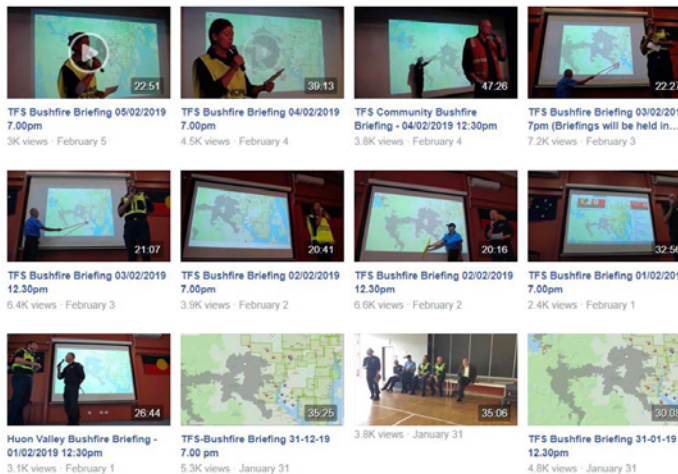 22:51
39:13
47:26
22:27
TFS Bushfire Briefing 05/02/2019
7.00pm
3K views · February 5
TFS Bushfire Briefing 04/02/2019
7.00pm
4.5K views · February 4
TFS Community Bushfire
Briefing - 04/02/2019 12:30pm
3.8K views · February 4
TFS Bushfire Briefing 03/02/201
7pm (Briefings will be held in...
7.2K views · February 3
21:07
20:41
20:16
32:56
TFS Bushfire Briefing 03/02/2019
12.30pm
6.4K views · February 3
TFS Bushfire Briefing 02/02/2019
7.00pm
3.9K views · February 2
TFS Bushfire Briefing 02/02/2019
12.30pm
6.6K views · February 2
TFS Bushfire Briefing 01/02/201
7.00pm
2.4K views · February 1
26:44
35:25
35:06
30:08
Huon Valley Bushfire Briefing -
01/02/2019 12:30pm
3.1K views · February 1
TFS-Bushfire Briefing 31-12-19
7.00 pm
5.3K views · January 31
3.8K views · January 31
TFS Bushfire Briefing 31-01-19
12.30pm
4.8K views · January 31